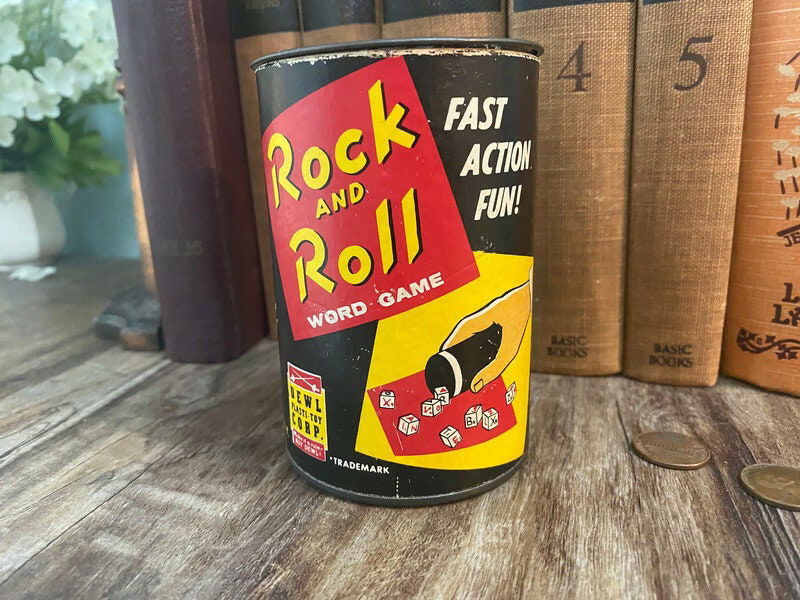 Rock
AND
Roll
WORD GAME
FAST
ACTION
FUN!
DEWL
PLASTI-TOY
CORP.
*TRADEMARK
4
BASIC
BOOKS
5
BASIC
BOOKS